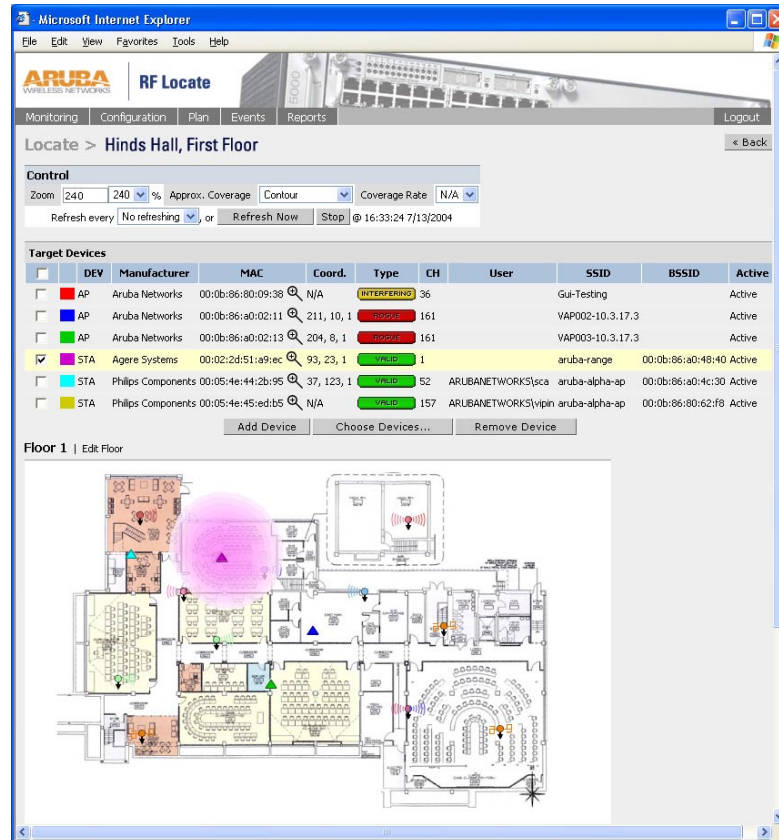 Microsoft Internet Explorer
File Edit View Favorites Tools Help
ARUBA
WIRELESS NETWORKS
RF Locate
5000
Monitoring Configuration Plan Events Reports Logout
Locate > Hinds Hall, First Floor « Back
Control
Zoom 240 240 % Approx. Coverage Contour Coverage Rate N/A
Refresh every No refreshing , or Refresh Now Stop @ 16:33:24 7/13/2004
Target Devices
DEV Manufacturer MAC Coord. Type CH User SSID BSSID Active
AP Aruba Networks 00:0b:86:80:09:38 N/A INTERFERING 36 Gui-Testing Active
AP Aruba Networks 00:0b:86:a0:02:11 211, 10, 1 ROGUE 161 VAP002-10.3.17.3 Active
AP Aruba Networks 00:0b:86:a0:02:13 204, 8, 1 ROGUE 161 VAP003-10.3.17.3 Active
STA Agere Systems 00:02:2d:51:a9:ec 93, 23, 1 VALID 1 aruba-range 00:0b:86:a0:48:40 Active
STA Philips Components 00:05:4e:44:2b:95 37, 123, 1 VALID 52 ARUBANETWORKS\sca aruba-alpha-ap 00:0b:86:a0:4c:30 Active
STA Philips Components 00:05:4e:45:ed:b5 N/A VALID 157 ARUBANETWORKS\vipin aruba-alpha-ap 00:0b:86:80:62:f8 Active
Add Device Choose Devices... Remove Device
Floor 1 | Edit Floor